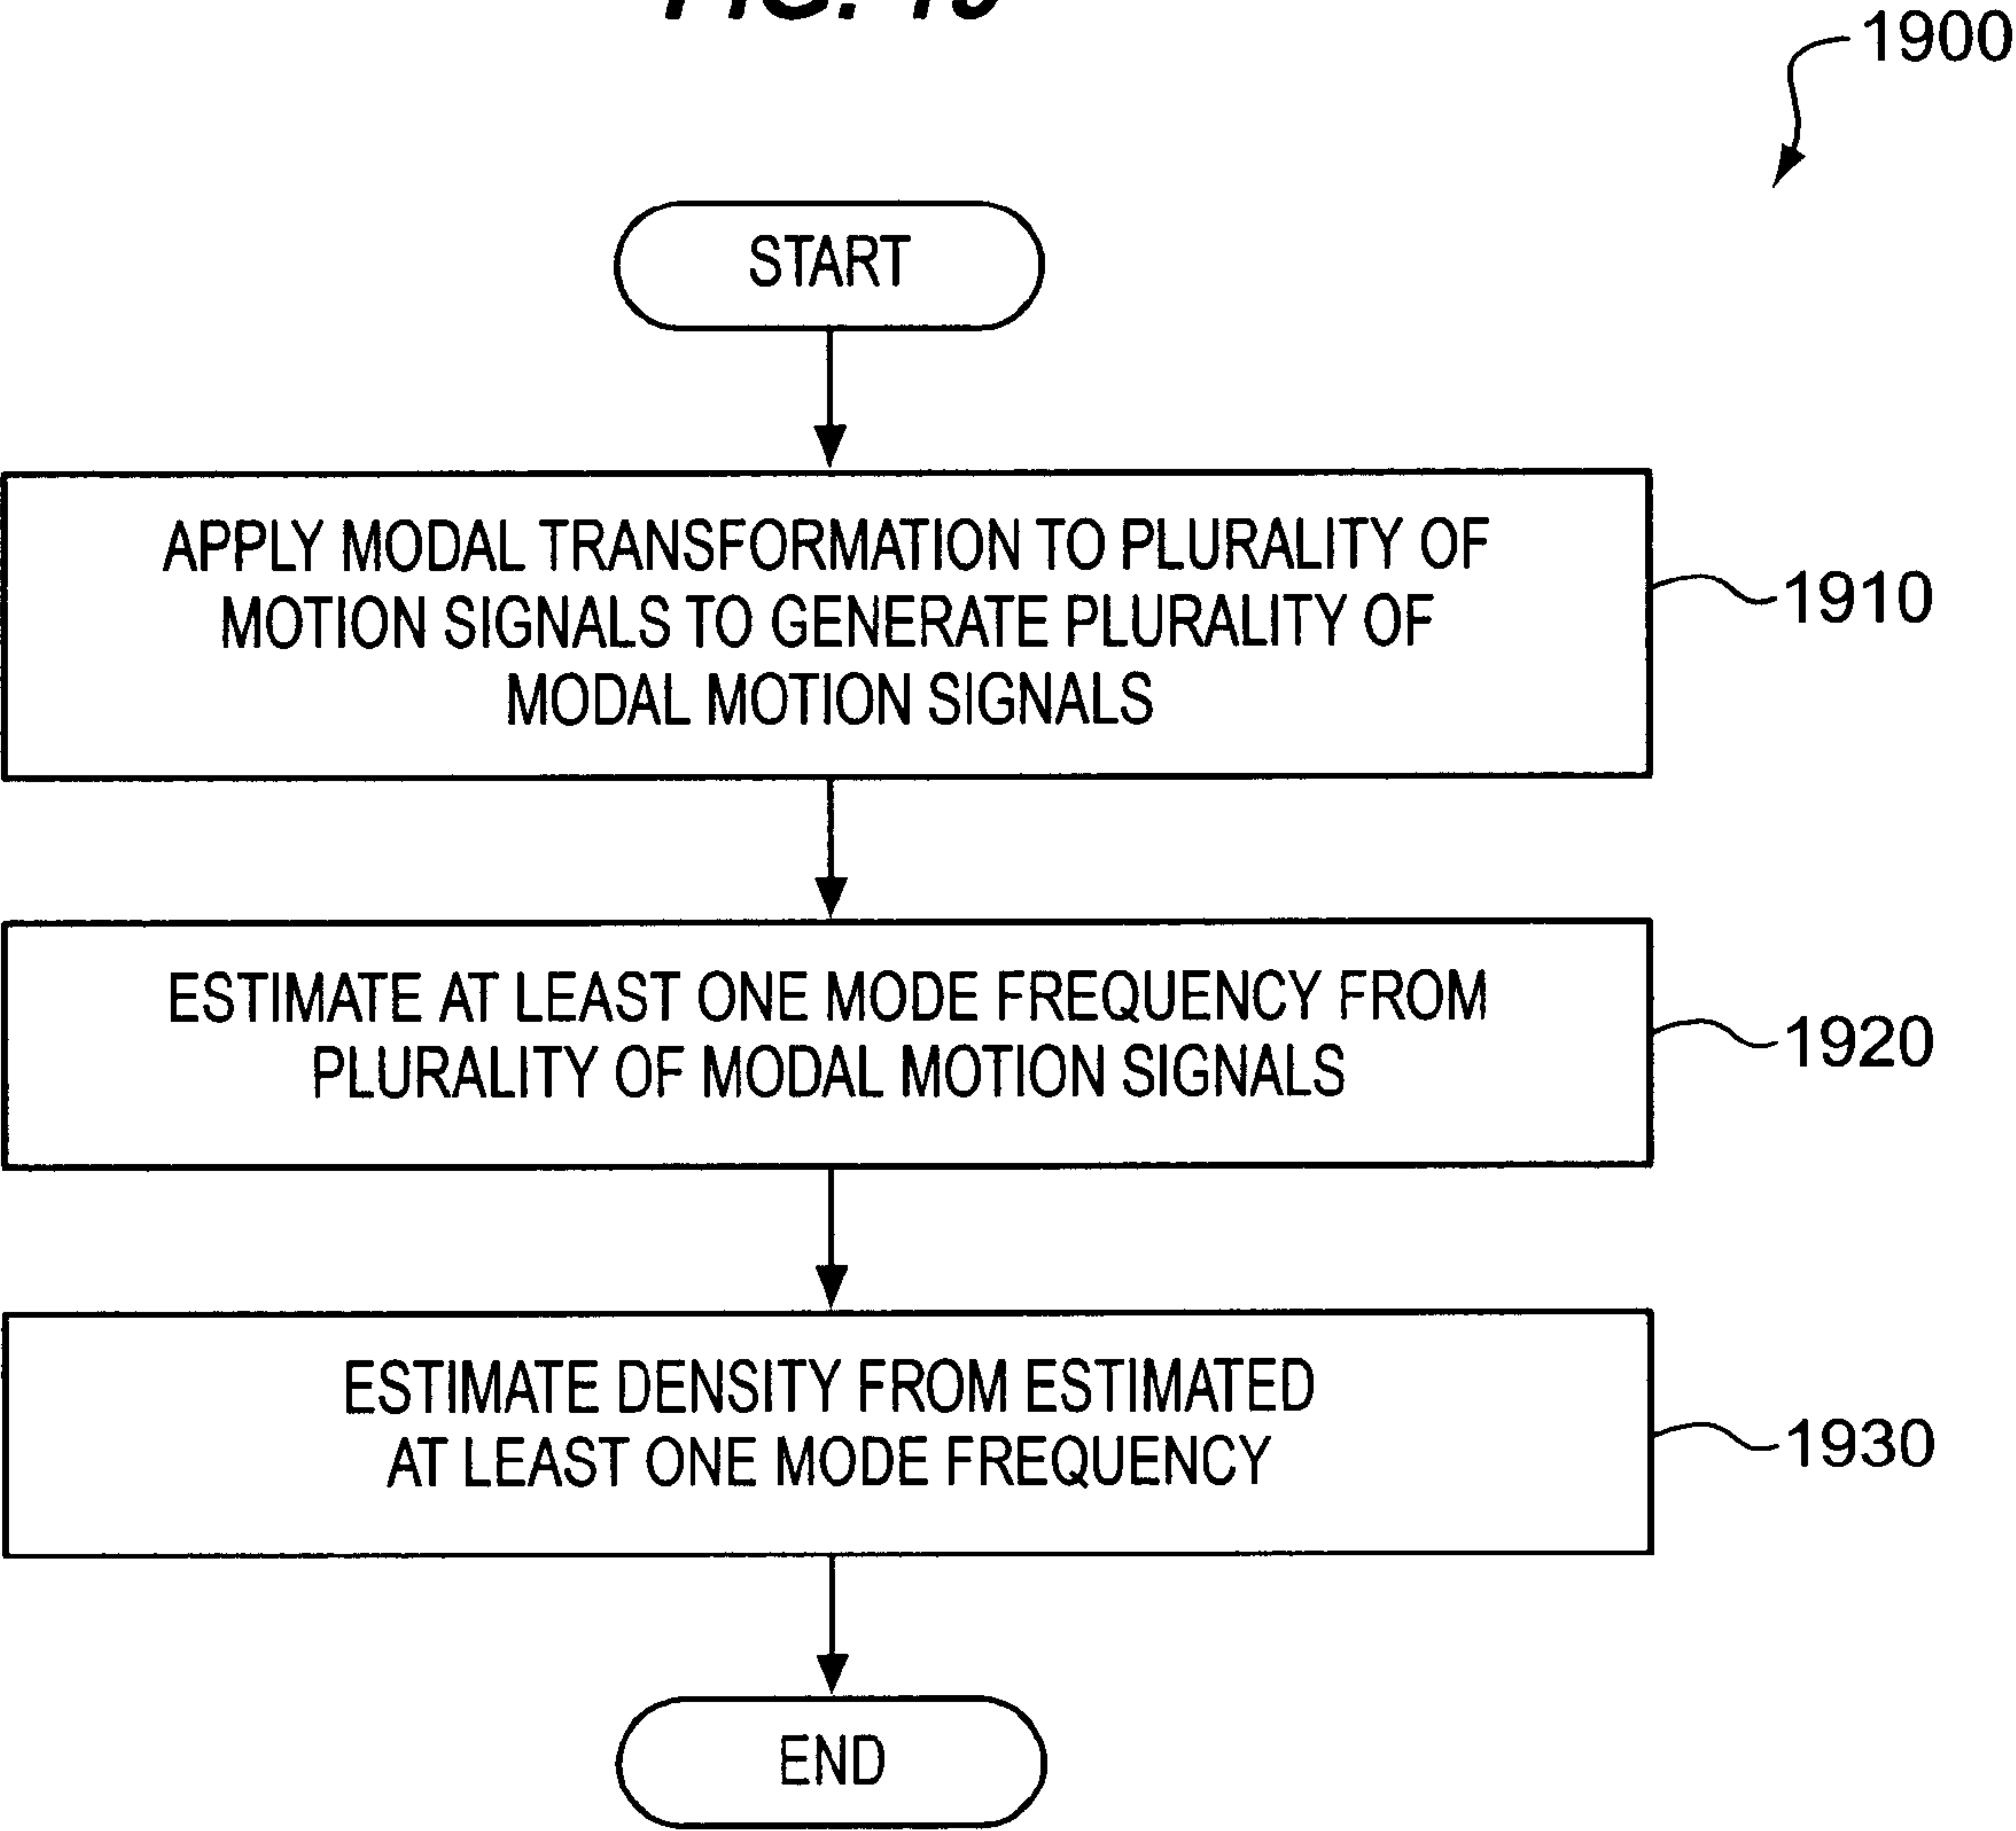 FIG. 19
1900
START
APPLY MODAL TRANSFORMATION TO PLURALITY OF
MOTION SIGNALS TO GENERATE PLURALITY OF
MODAL MOTION SIGNALS
1910
ESTIMATE AT LEAST ONE MODE FREQUENCY FROM
PLURALITY OF MODAL MOTION SIGNALS
1920
ESTIMATE DENSITY FROM ESTIMATED
AT LEAST ONE MODE FREQUENCY
1930
END